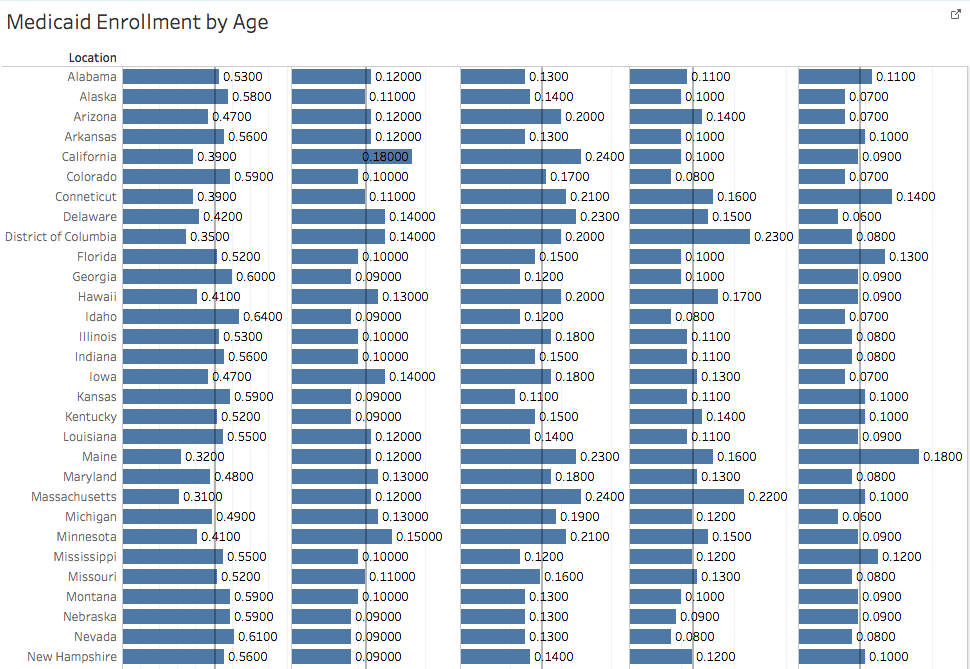 Medicaid Enrollment by Age
Location
Alabama 0.5300 0.12000 0.1300 0.1100 0.1100
Alaska 0.5800 0.11000 0.1400 0.1000 0.0700
Arizona 0.4700 0.12000 0.2000 0.1400 0.0700
Arkansas 0.5600 0.12000 0.1300 0.1000 0.1000
California 0.3900 0.18000 0.2400 0.1000 0.0900
Colorado 0.5900 0.10000 0.1700 0.0800 0.0700
Conneticut 0.3900 0.11000 0.2100 0.1600 0.1400
Delaware 0.4200 0.14000 0.2300 0.1500 0.0600
District of Columbia 0.3500 0.14000 0.2000 0.2300 0.0800
Florida 0.5200 0.10000 0.1500 0.1000 0.1300
Georgia 0.6000 0.09000 0.1200 0.1000 0.0900
Hawaii 0.4100 0.13000 0.2000 0.1700 0.0900
Idaho 0.6400 0.09000 0.1200 0.0800 0.0700
Illinois 0.5300 0.10000 0.1800 0.1100 0.0800
Indiana 0.5600 0.10000 0.1500 0.1100 0.0800
Iowa 0.4700 0.14000 0.1800 0.1300 0.0700
Kansas 0.5900 0.09000 0.1100 0.1100 0.1000
Kentucky 0.5200 0.09000 0.1500 0.1400 0.1000
Louisiana 0.5500 0.12000 0.1400 0.1100 0.0900
Maine 0.3200 0.12000 0.2300 0.1600 0.1800
Maryland 0.4800 0.13000 0.1800 0.1300 0.0800
Massachusetts 0.3100 0.12000 0.2400 0.2200 0.1000
Michigan 0.4900 0.13000 0.1900 0.1200 0.0600
Minnesota 0.4100 0.15000 0.2100 0.1500 0.0900
Mississippi 0.5500 0.10000 0.1200 0.1200 0.1200
Missouri 0.5200 0.11000 0.1600 0.1300 0.0800
Montana 0.5900 0.10000 0.1300 0.1000 0.0900
Nebraska 0.5900 0.09000 0.1300 0.0900 0.0900
Nevada 0.6100 0.09000 0.1300 0.0800 0.0800
New Hampshire 0.5600 0.09000 0.1400 0.1200 0.1000